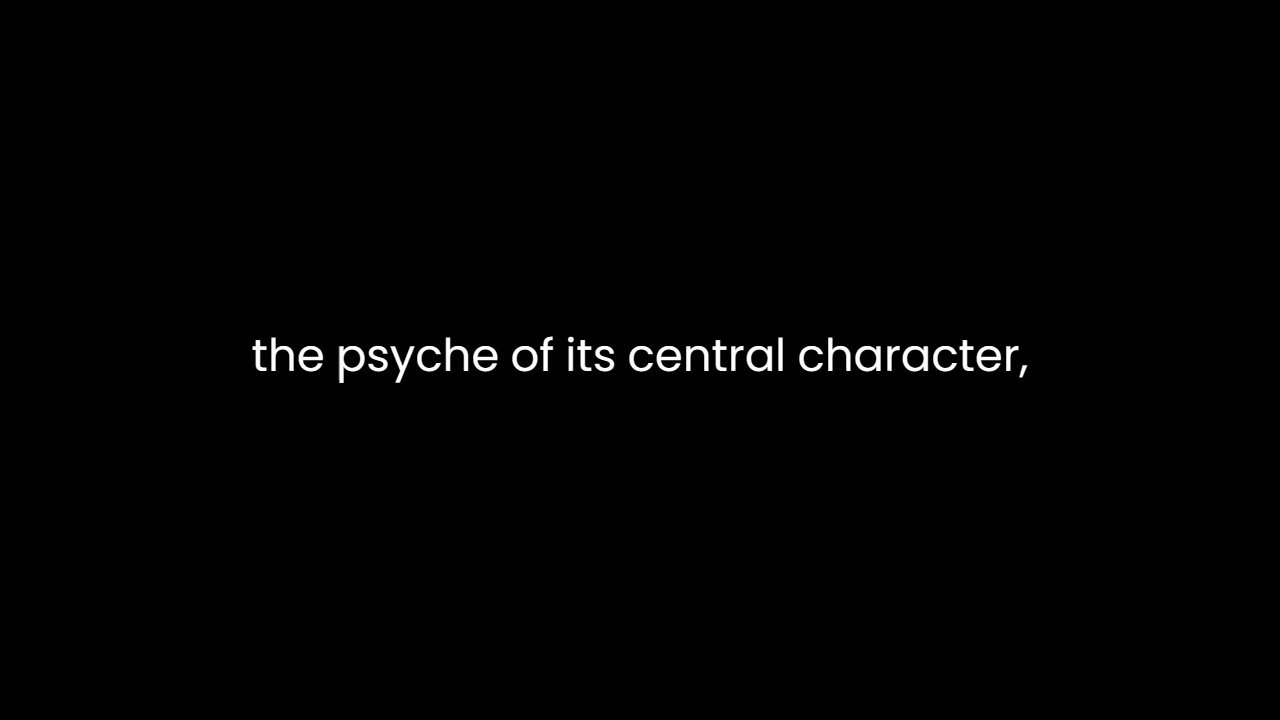 the psyche of its central character,